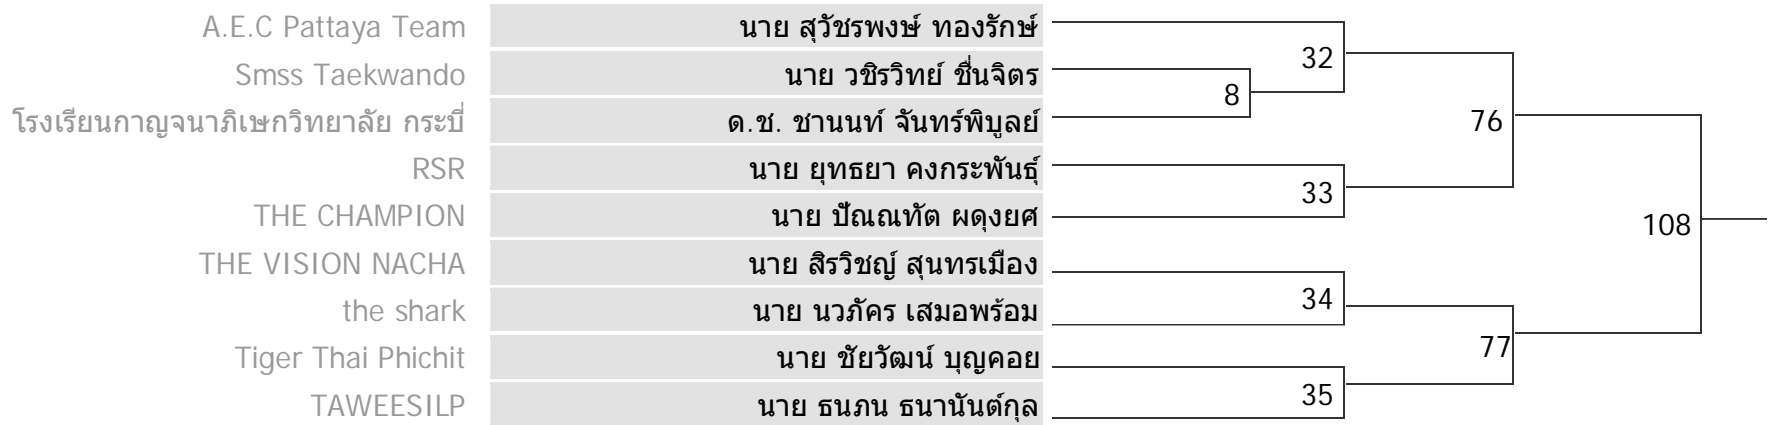 A.E.C Pattaya Team นาย สุวัชรพงษ์ ทองรักษ์
32
Smss Taekwando นาย วชิรวิทย์ ชื่นจิตร
8
โรงเรียนกาญจนาภิเษกวิทยาลัย กระบี่ ด.ช. ชานนท์ จันทร์พิบูลย์
76
RSR นาย ยุทธยา คงกระพันธุ์
33
THE CHAMPION นาย ปัณณทัต ผดุงยศ
108
THE VISION NACHA นาย สิรวิชญ์ สุนทรเมือง
34
the shark นาย นวภัคร เสมอพร้อม
77
Tiger Thai Phichit นาย ชัยวัฒน์ บุญคอย
35
TAWEESILP นาย ธนภน ธนานันต์กุล